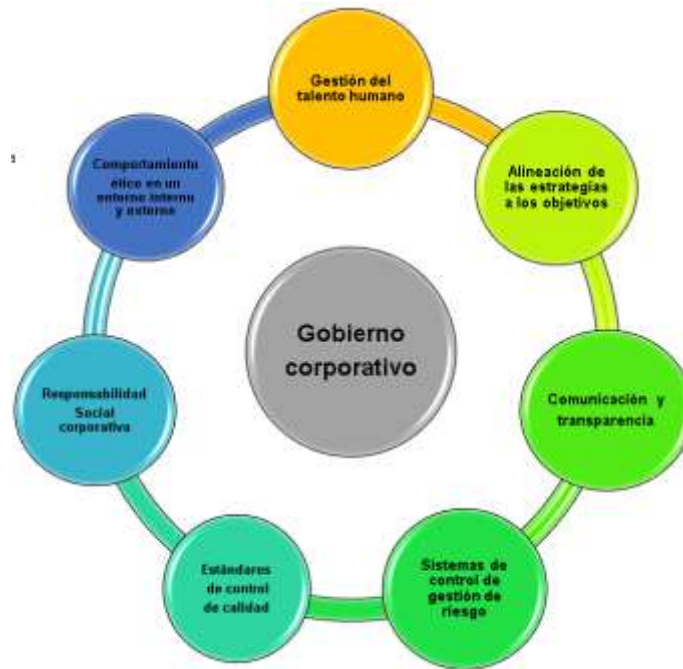 Gestión del
talento humano
Alineación de
las estrategias
a los objetivos
Comunicación y
transparencia
Sistemas de
control de
gestión de
riesgo
Estándares
de control
de calidad
Responsabilidad
Social
corporativa
Comportamiento
ético en un
entorno interno
y externo
Gobierno
corporativo